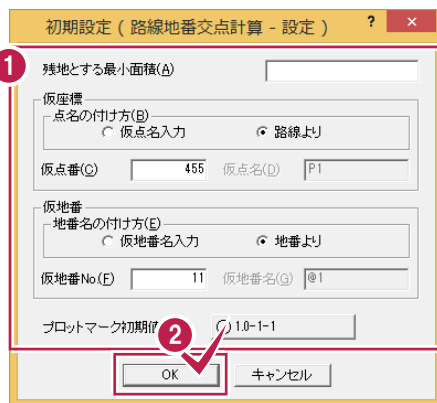 初期設定 ( 路線地番交点計算 - 設定 ) ? ×
1
残地とする最小面積(A)
仮座標
点名の付け方(B)
仮点名入力 路線より
仮点番(C) 455 仮点名(D) P1
仮地番
地番名の付け方(E)
仮地番名入力 地番より
仮地番No.(F) 11 仮地番名(G) @1
プロットマーク初期値 1.0-1-1
2
OK キャンセル